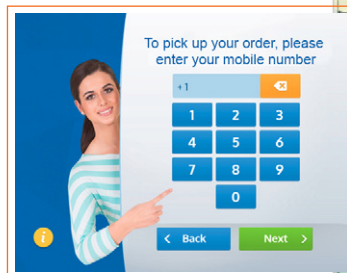 To pick up your order, please
enter your mobile number
+1
1 2 3
4 5 6
7 8 9
0
i
Back Next